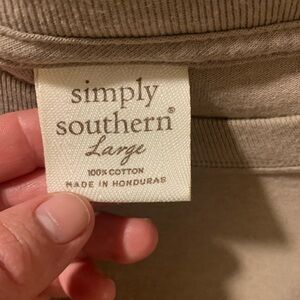 simply
southern®
Large
100% COTTON
MADE IN HONDURAS